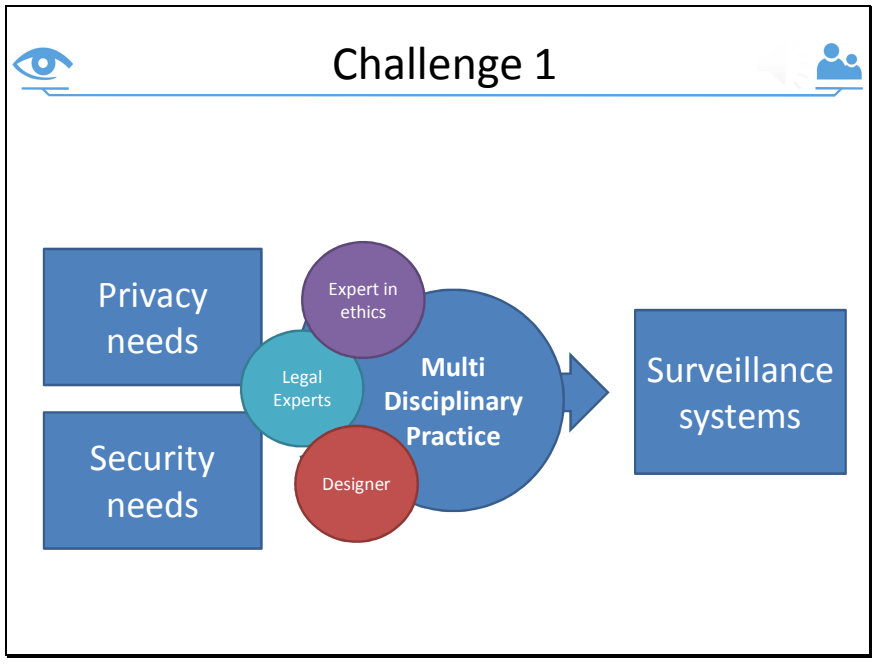 Challenge 1
Privacy
needs
Security
needs
Expert in
ethics
Legal
Experts
Designer
Multi
Disciplinary
Practice
Surveillance
systems